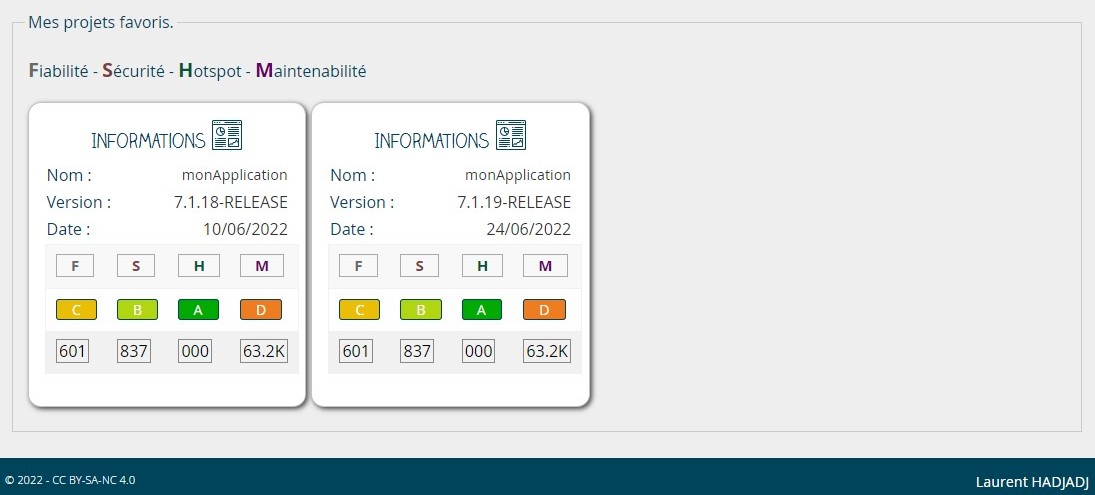 Mes projets favoris.
Fiabilité - Sécurité - Hotspot - Maintenabilité
INFORMATIONS
Nom : monApplication
Version : 7.1.18-RELEASE
Date : 10/06/2022
F S H M
C B A D
601 837 000 63.2K
INFORMATIONS
Nom : monApplication
Version : 7.1.19-RELEASE
Date : 24/06/2022
F S H M
C B A D
601 837 000 63.2K
© 2022 - CC BY-SA-NC 4.0
Laurent HADJADJ